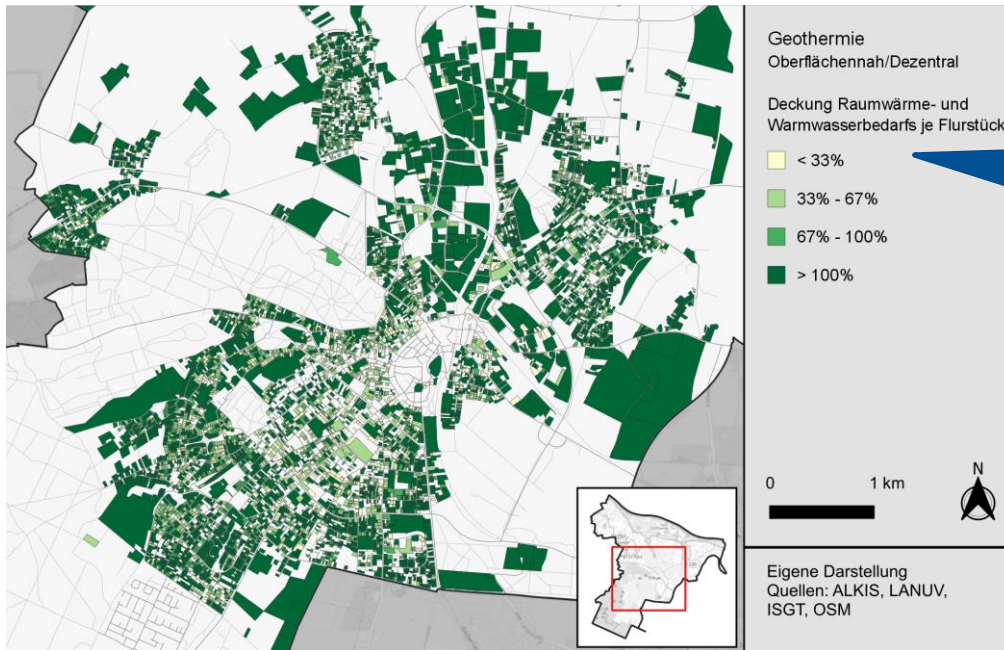 Geothermie
Oberflächennah/Dezentral
Deckung Raumwärme- und
Warmwasserbedarfs je Flurstück
< 33%
33% - 67%
67% - 100%
> 100%
0 1 km
N
Eigene Darstellung
Quellen: ALKIS, LANUV,
ISGT, OSM